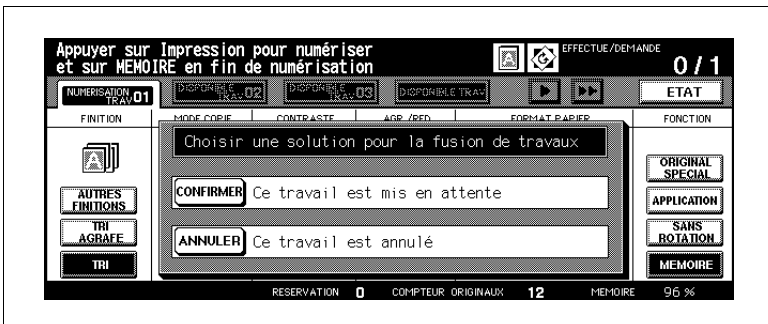 Appuyer sur Impression pour numériser
et sur MEMOIRE en fin de numérisation
EFFECTUE/DEMANDE
0/1
NUMERISATION
TRAV 01
DISPONIBLE
TRAV 02
DISPONIBLE
TRAV 03
DISPONIBLE TRAV
ETAT
FINITION
MODE COPIE
CONTRASTE
AGR./RED.
FORMAT PAPIER
FONCTION
Choisir une solution pour la fusion de travaux
CONFIRMER Ce travail est mis en attente
ANNULER Ce travail est annulé
AUTRES
FINITIONS
TRI
AGRAFE
TRI
ORIGINAL
SPECIAL
APPLICATION
SANS
ROTATION
MEMOIRE
RESERVATION 0 COMPTEUR ORIGINAUX 12 MEMOIRE 96 %